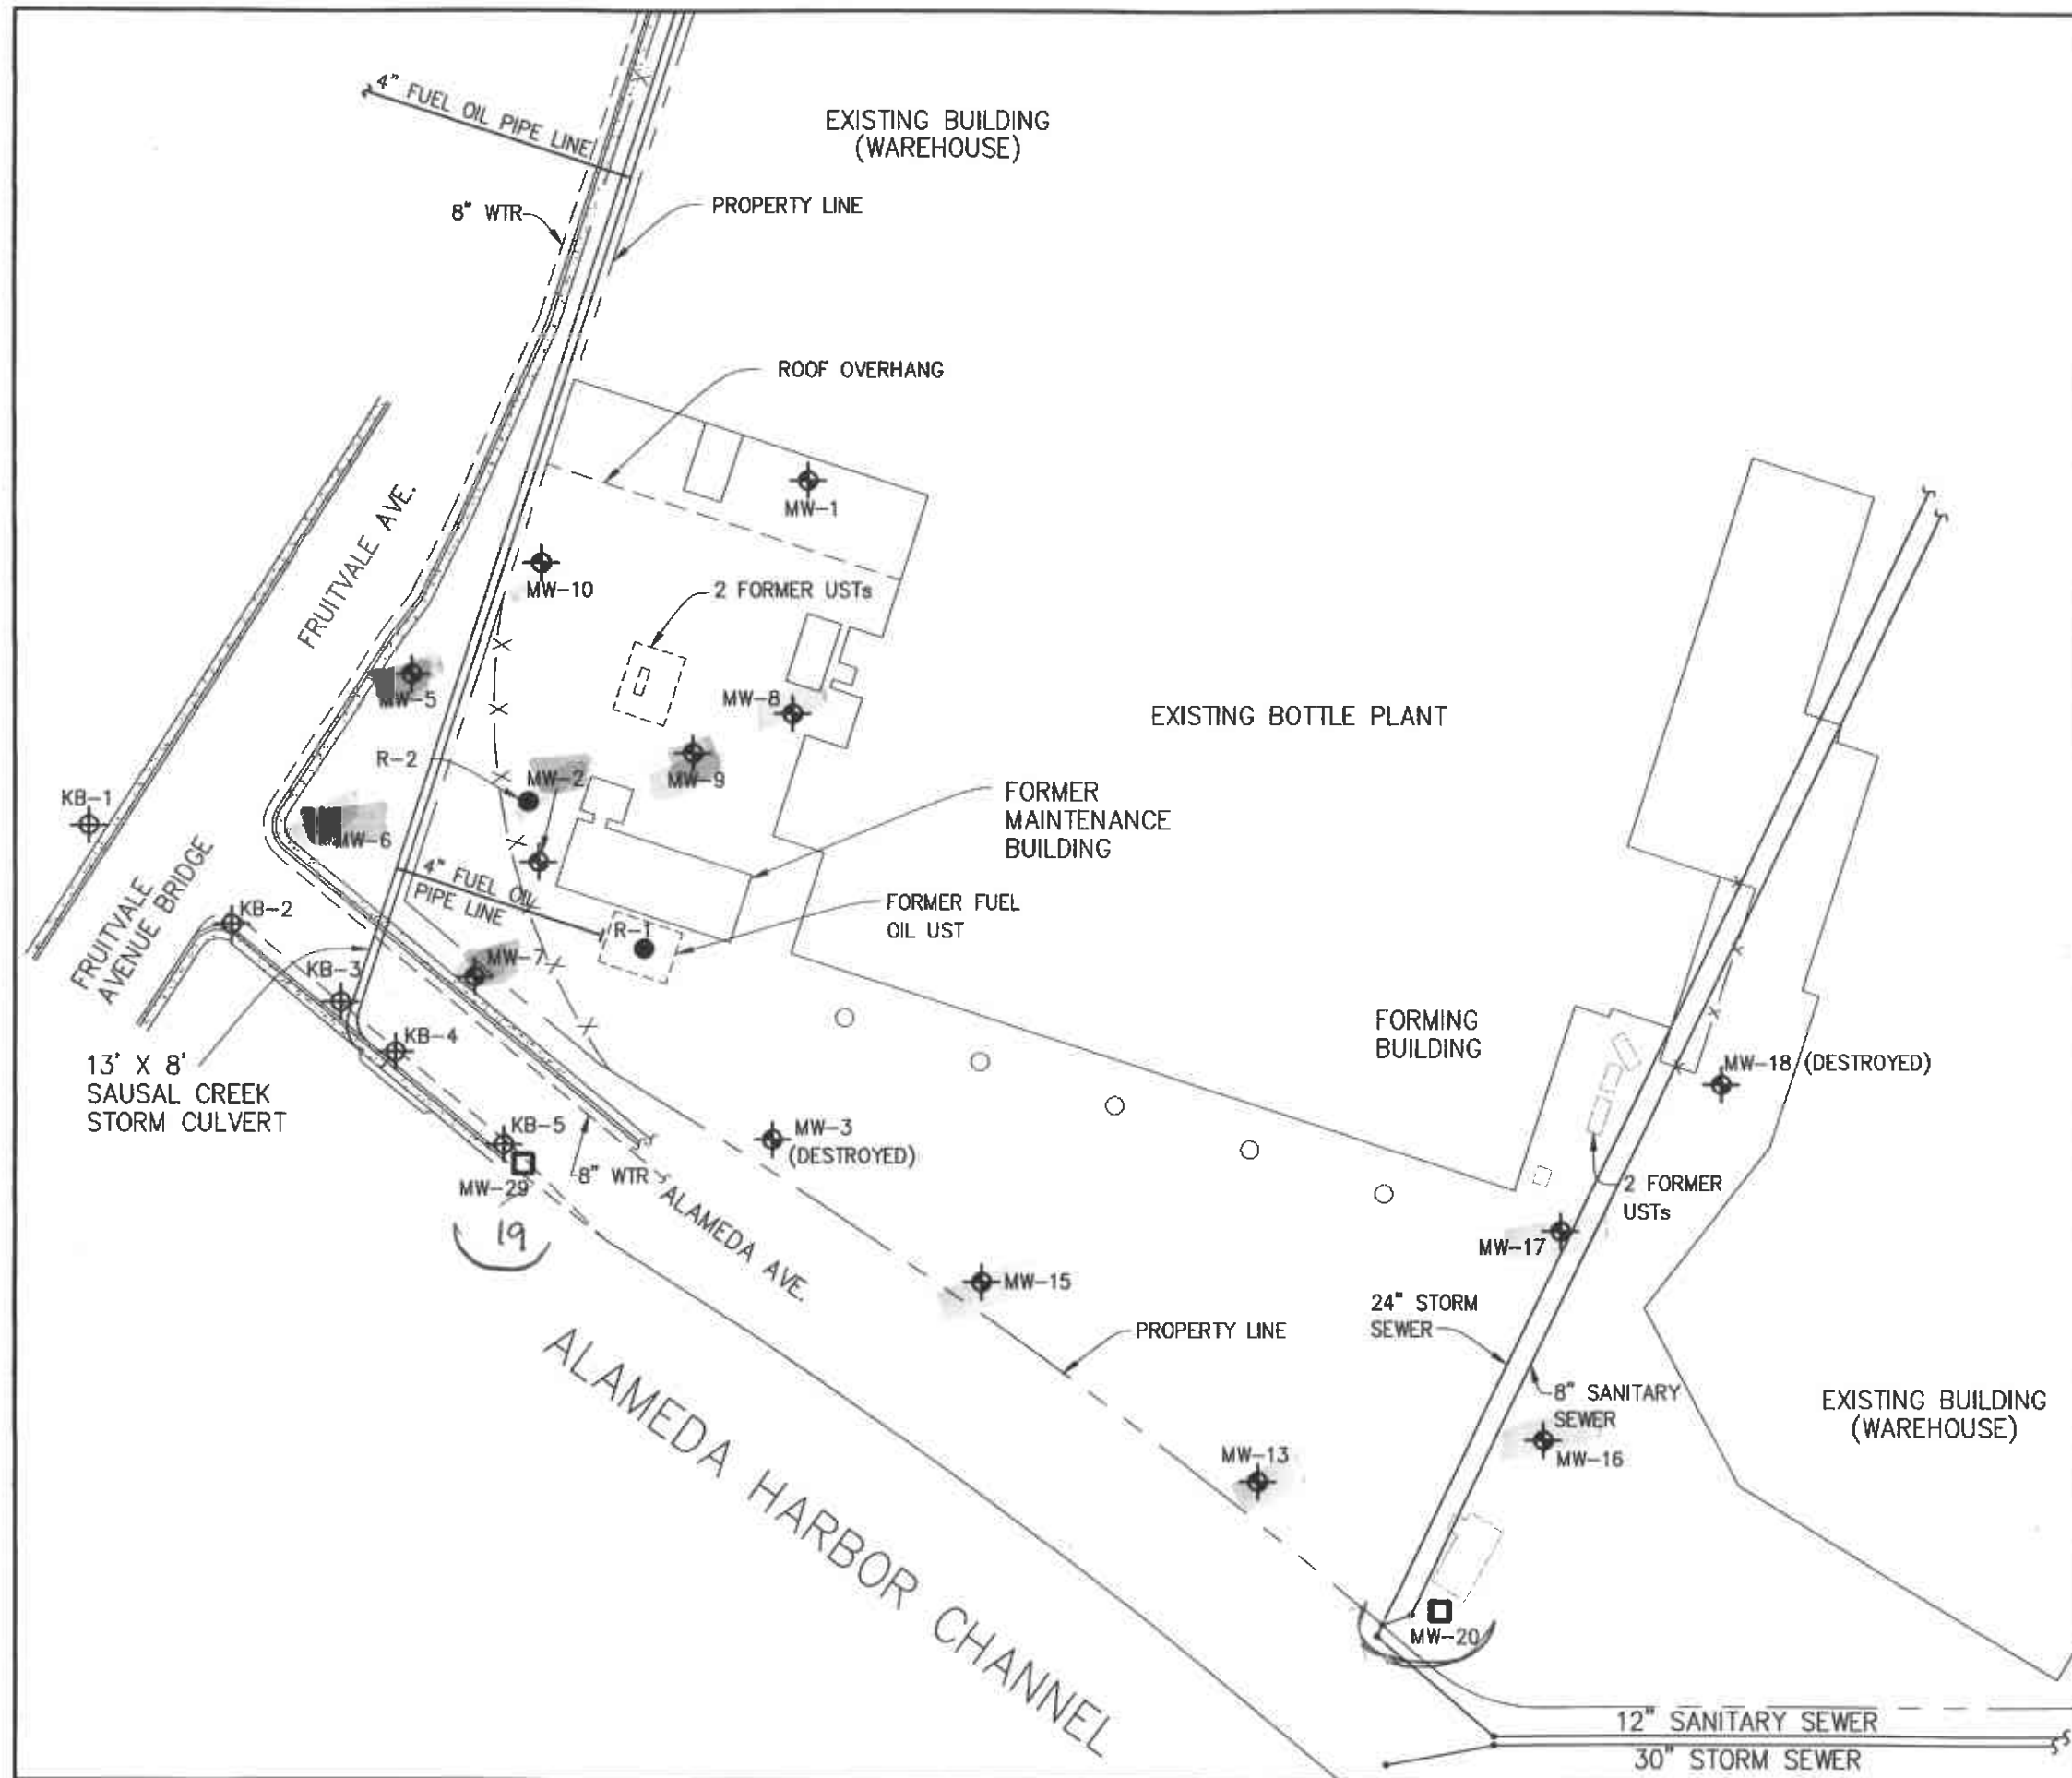 4" FUEL OIL PIPE LINE
EXISTING BUILDING
(WAREHOUSE)
8" WTR
PROPERTY LINE
ROOF OVERHANG
MW-1
FRUITVALE AVE.
MW-10
2 FORMER USTs
MW-5
MW-8
EXISTING BOTTLE PLANT
R-2
MW-2
MW-9
KB-1
MW-6
FORMER
MAINTENANCE
BUILDING
FRUITVALE
AVENUE BRIDGE
4" FUEL OIL
PIPE LINE
KB-2
FORMER FUEL
OIL UST
R-1
KB-3
MW-7
KB-4
FORMING
BUILDING
13' X 8'
SAUSAL CREEK
STORM CULVERT
MW-18 (DESTROYED)
KB-5
MW-3
(DESTROYED)
MW-29
8" WTR
19
ALAMEDA AVE.
2 FORMER
USTs
MW-17
MW-15
24" STORM
SEWER
PROPERTY LINE
8" SANITARY
SEWER
EXISTING BUILDING
(WAREHOUSE)
MW-16
MW-13
ALAMEDA HARBOR CHANNEL
MW-20
12" SANITARY SEWER
30" STORM SEWER